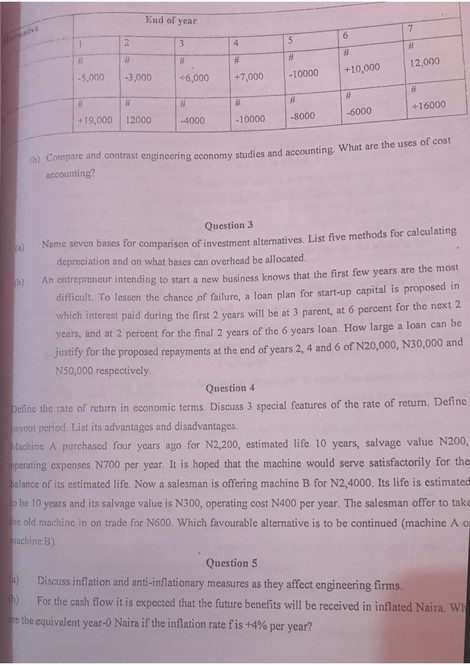 End of year
1 2 3 4 5 6 7
# # # # # # #
-5,000 -3,000 +6,000 +7,000 -10000 +10,000 12,000
# # # # # # #
+19,000 12000 -4000 -10000 -8000 -6000 +16000
(b) Compare and contrast engineering economy studies and accounting. What are the uses of cost
accounting?
Question 3
(a) Name seven bases for comparison of investment alternatives. List five methods for calculating
depreciation and on what bases can overhead be allocated.
(b) An entrepreneur intending to start a new business knows that the first few years are the most
difficult. To lessen the chance of failure, a loan plan for start-up capital is proposed in
which interest paid during the first 2 years will be at 3 parent, at 6 percent for the next 2
years, and at 2 percent for the final 2 years of the 6 years loan. How large a loan can be
justify for the proposed repayments at the end of years 2, 4 and 6 of N20,000, N30,000 and
N50,000 respectively.
Question 4
Define the rate of return in economic terms. Discuss 3 special features of the rate of return. Define
payout period. List its advantages and disadvantages.
Machine A purchased four years ago for N2,200, estimated life 10 years, salvage value N200,
operating expenses N700 per year. It is hoped that the machine would serve satisfactorily for the
balance of its estimated life. Now a salesman is offering machine B for N2,4000. Its life is estimated
to be 10 years and its salvage value is N300, operating cost N400 per year. The salesman offer to take
the old machine in on trade for N600. Which favourable alternative is to be continued (machine A o
machine B).
Question 5
a) Discuss inflation and anti-inflationary measures as they affect engineering firms.
b) For the cash flow it is expected that the future benefits will be received in inflated Naira. Wh
are the equivalent year-0 Naira if the inflation rate f is +4% per year?